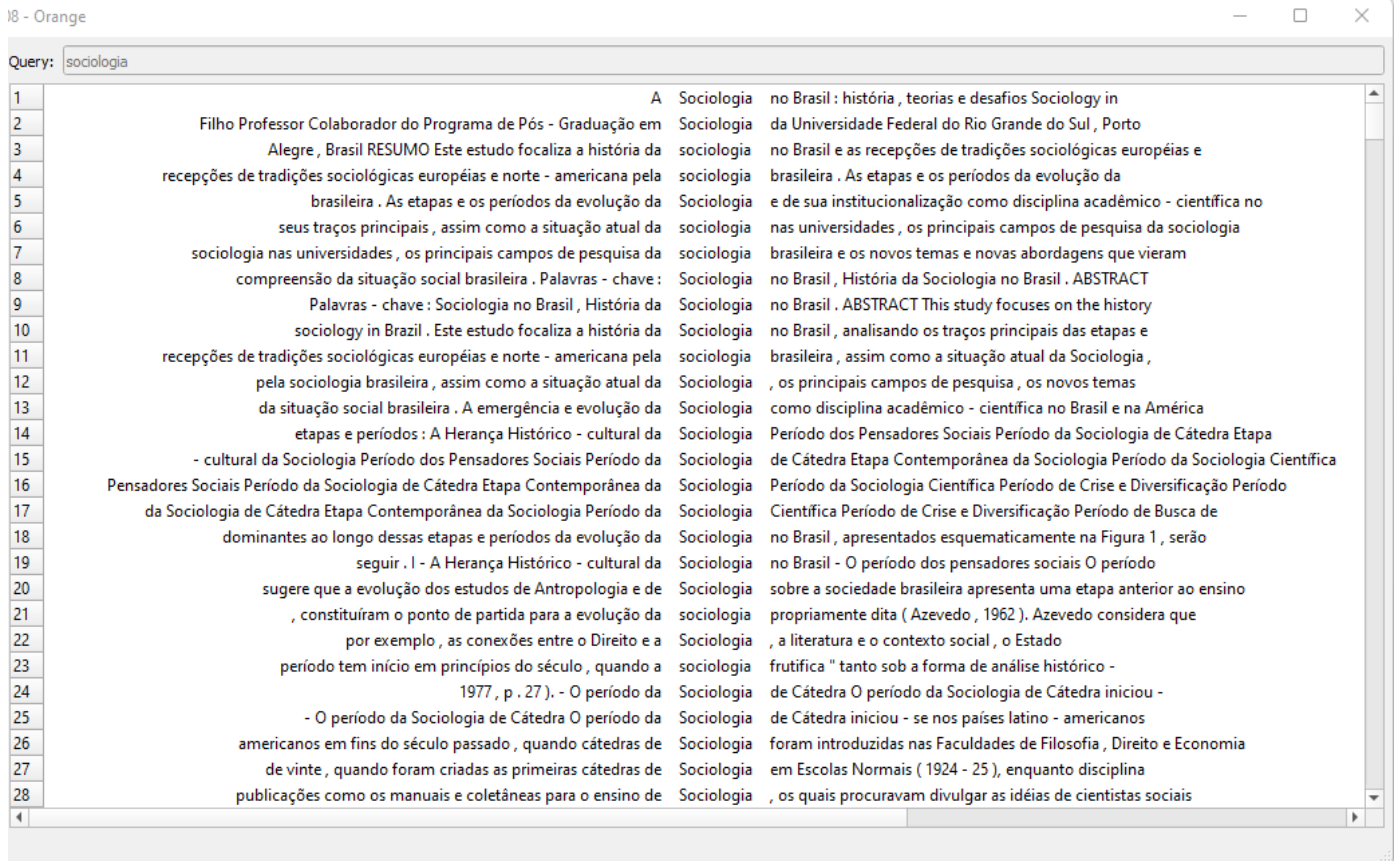 08 - Orange
Query: sociologia
1 A Sociologia no Brasil : história , teorias e desafios Sociology in
2 Filho Professor Colaborador do Programa de Pós - Graduação em Sociologia da Universidade Federal do Rio Grande do Sul , Porto
3 Alegre , Brasil RESUMO Este estudo focaliza a história da sociologia no Brasil e as recepções de tradições sociológicas européias e
4 recepções de tradições sociológicas européias e norte - americana pela sociologia brasileira . As etapas e os períodos da evolução da
5 brasileira . As etapas e os períodos da evolução da Sociologia e de sua institucionalização como disciplina acadêmico - científica no
6 seus traços principais , assim como a situação atual da sociologia nas universidades , os principais campos de pesquisa da sociologia
7 sociologia nas universidades , os principais campos de pesquisa da sociologia brasileira e os novos temas e novas abordagens que vieram
8 compreensão da situação social brasileira . Palavras - chave : Sociologia no Brasil , História da Sociologia no Brasil . ABSTRACT
9 Palavras - chave : Sociologia no Brasil , História da Sociologia no Brasil . ABSTRACT This study focuses on the history
10 sociology in Brazil . Este estudo focaliza a história da Sociologia no Brasil , analisando os traços principais das etapas e
11 recepções de tradições sociológicas européias e norte - americana pela sociologia brasileira , assim como a situação atual da Sociologia ,
12 pela sociologia brasileira , assim como a situação atual da Sociologia , os principais campos de pesquisa , os novos temas
13 da situação social brasileira . A emergência e evolução da Sociologia como disciplina acadêmico - científica no Brasil e na América
14 etapas e períodos : A Herança Histórico - cultural da Sociologia Período dos Pensadores Sociais Período da Sociologia de Cátedra Etapa
15 - cultural da Sociologia Período dos Pensadores Sociais Período da Sociologia de Cátedra Etapa Contemporânea da Sociologia Período da Sociologia Científica
16 Pensadores Sociais Período da Sociologia de Cátedra Etapa Contemporânea da Sociologia Período da Sociologia Científica Período de Crise e Diversificação Período
17 da Sociologia de Cátedra Etapa Contemporânea da Sociologia Período da Sociologia Científica Período de Crise e Diversificação Período de Busca de
18 dominantes ao longo dessas etapas e períodos da evolução da Sociologia no Brasil , apresentados esquematicamente na Figura 1 , serão
19 seguir . I - A Herança Histórico - cultural da Sociologia no Brasil - O período dos pensadores sociais O período
20 sugere que a evolução dos estudos de Antropologia e de Sociologia sobre a sociedade brasileira apresenta uma etapa anterior ao ensino
21 , constituíram o ponto de partida para a evolução da sociologia propriamente dita ( Azevedo , 1962 ). Azevedo considera que
22 por exemplo , as conexões entre o Direito e a Sociologia , a literatura e o contexto social , o Estado
23 período tem início em princípios do século , quando a sociologia frutifica " tanto sob a forma de análise histórico -
24 1977 , p . 27 ). - O período da Sociologia de Cátedra O período da Sociologia de Cátedra iniciou -
25 - O período da Sociologia de Cátedra O período da Sociologia de Cátedra iniciou - se nos países latino - americanos
26 americanos em fins do século passado , quando cátedras de Sociologia foram introduzidas nas Faculdades de Filosofia , Direito e Economia
27 de vinte , quando foram criadas as primeiras cátedras de Sociologia em Escolas Normais ( 1924 - 25 ), enquanto disciplina
28 publicações como os manuais e coletâneas para o ensino de Sociologia , os quais procuravam divulgar as idéias de cientistas sociais